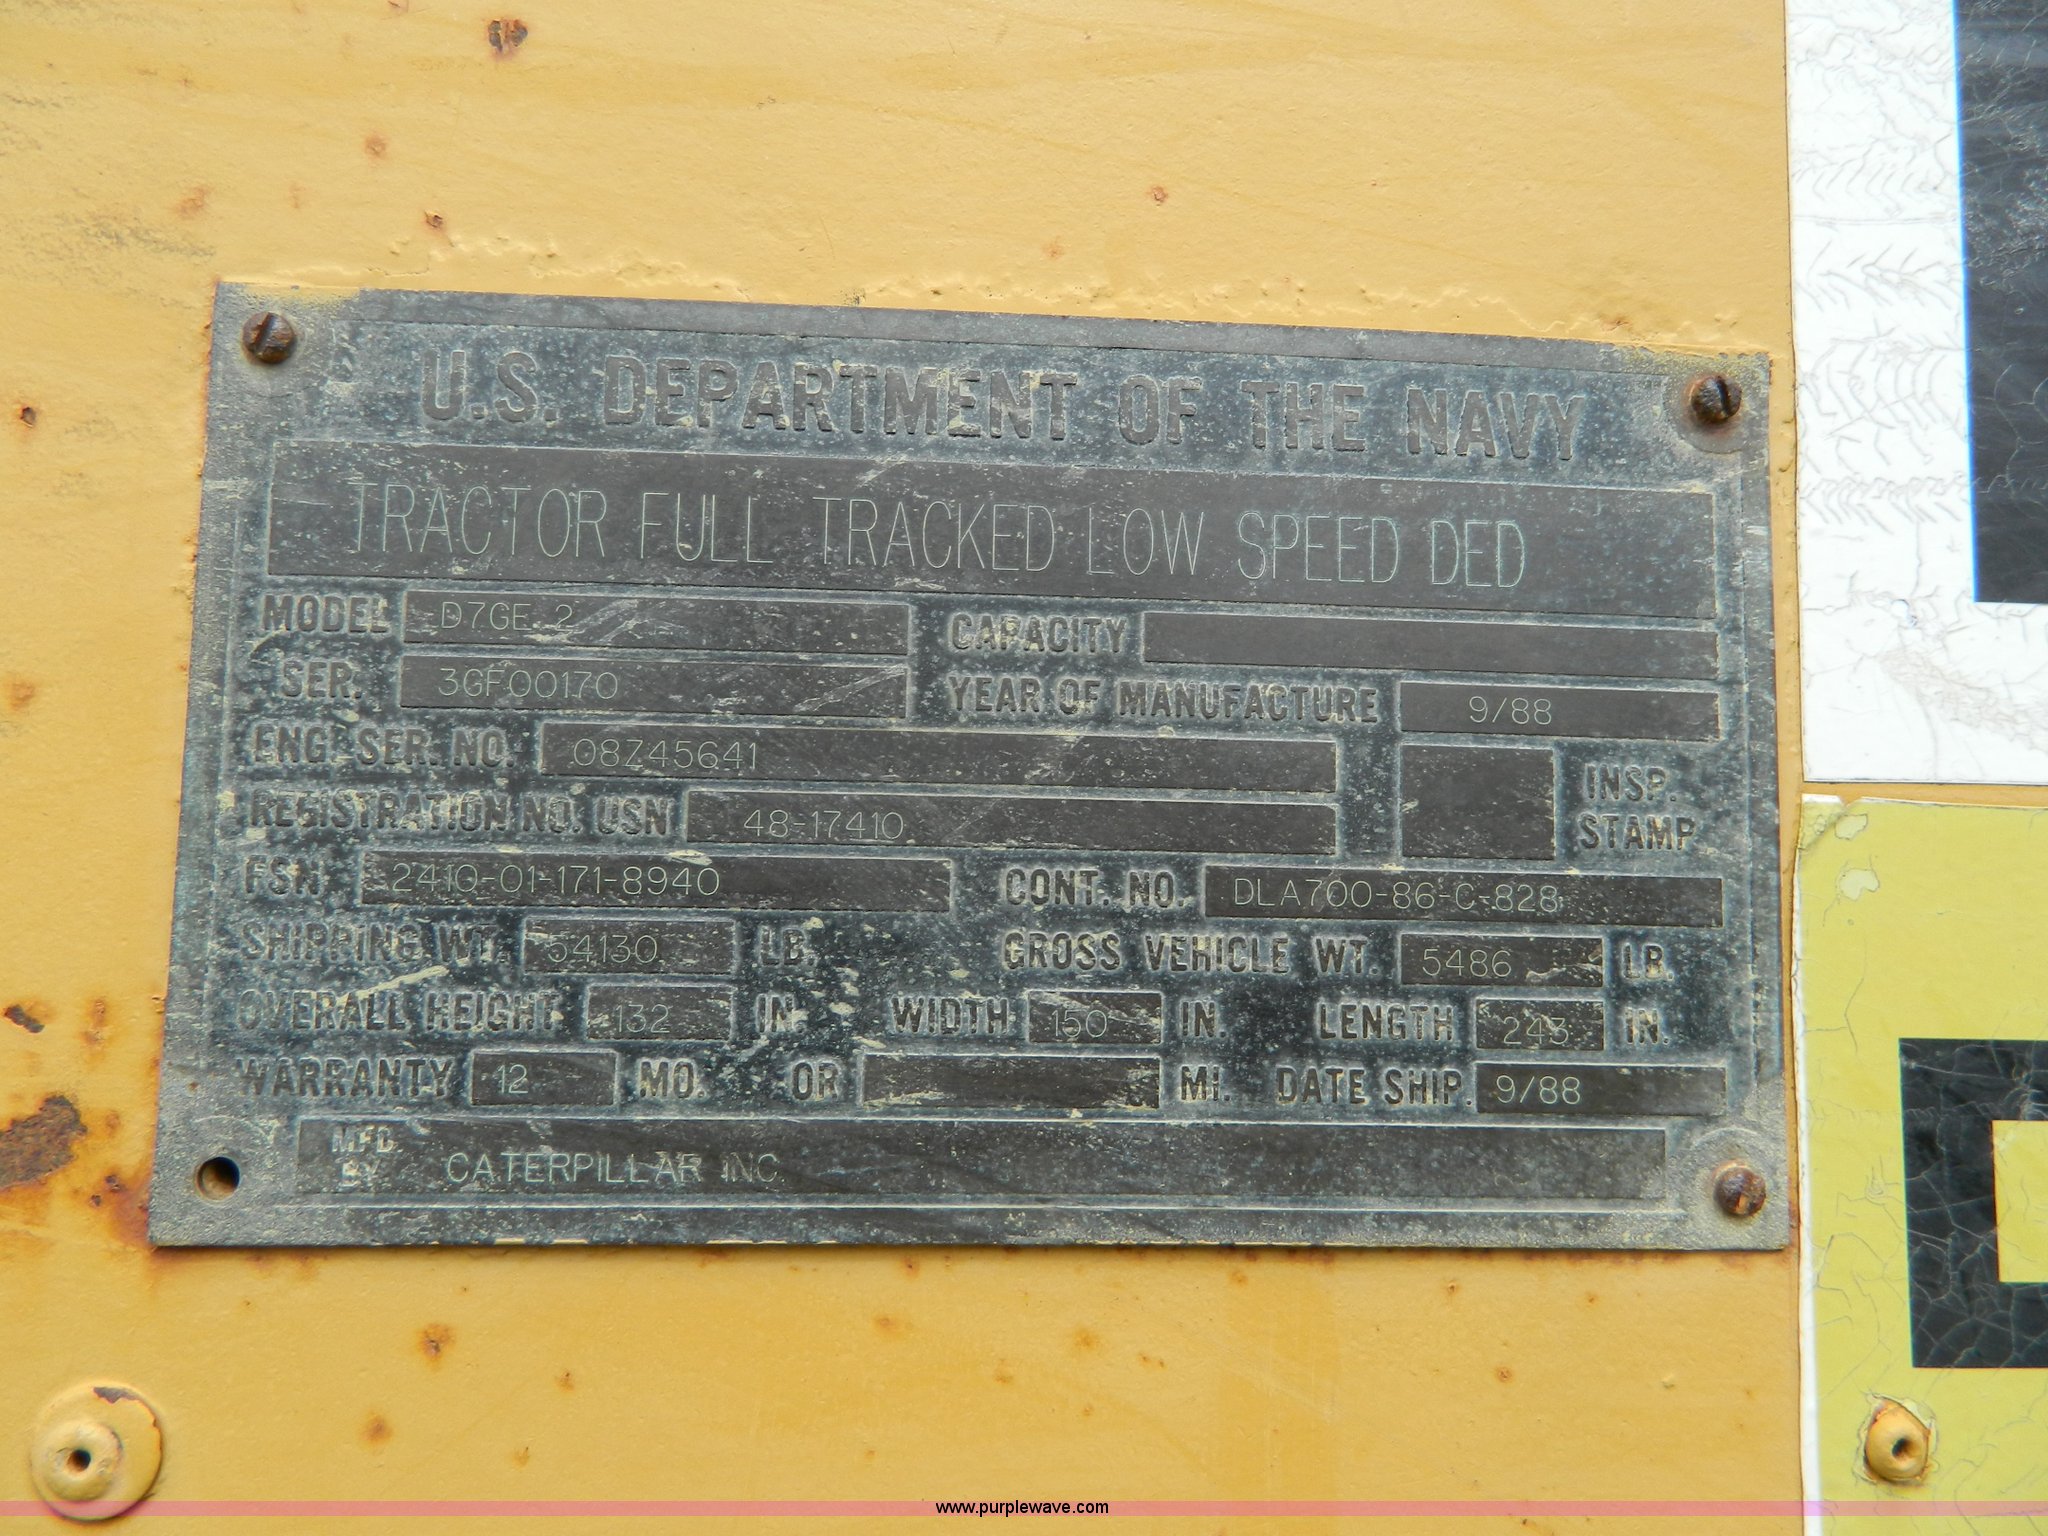 U.S. DEPARTMENT OF THE NAVY
TRACTOR FULL TRACKED LOW SPEED DED
MODEL D7GE 2 CAPACITY
SER. 3GF00170 YEAR OF MANUFACTURE 9/88
ENG. SER. NO. 08Z45641
INSP. STAMP
REGISTRATION NO. USN 48-17410
FSN 2410-01-171-8940 CONT. NO. DLA700-86-C-828
SHIPPING WT. 54130 LB. GROSS VEHICLE WT. 5486 LB.
OVERALL HEIGHT 132 IN. WIDTH 150 IN. LENGTH 243 IN.
WARRANTY 12 MO. OR MI. DATE SHIP. 9/88
MFD. BY CATERPILLAR INC.
www.purplewave.com